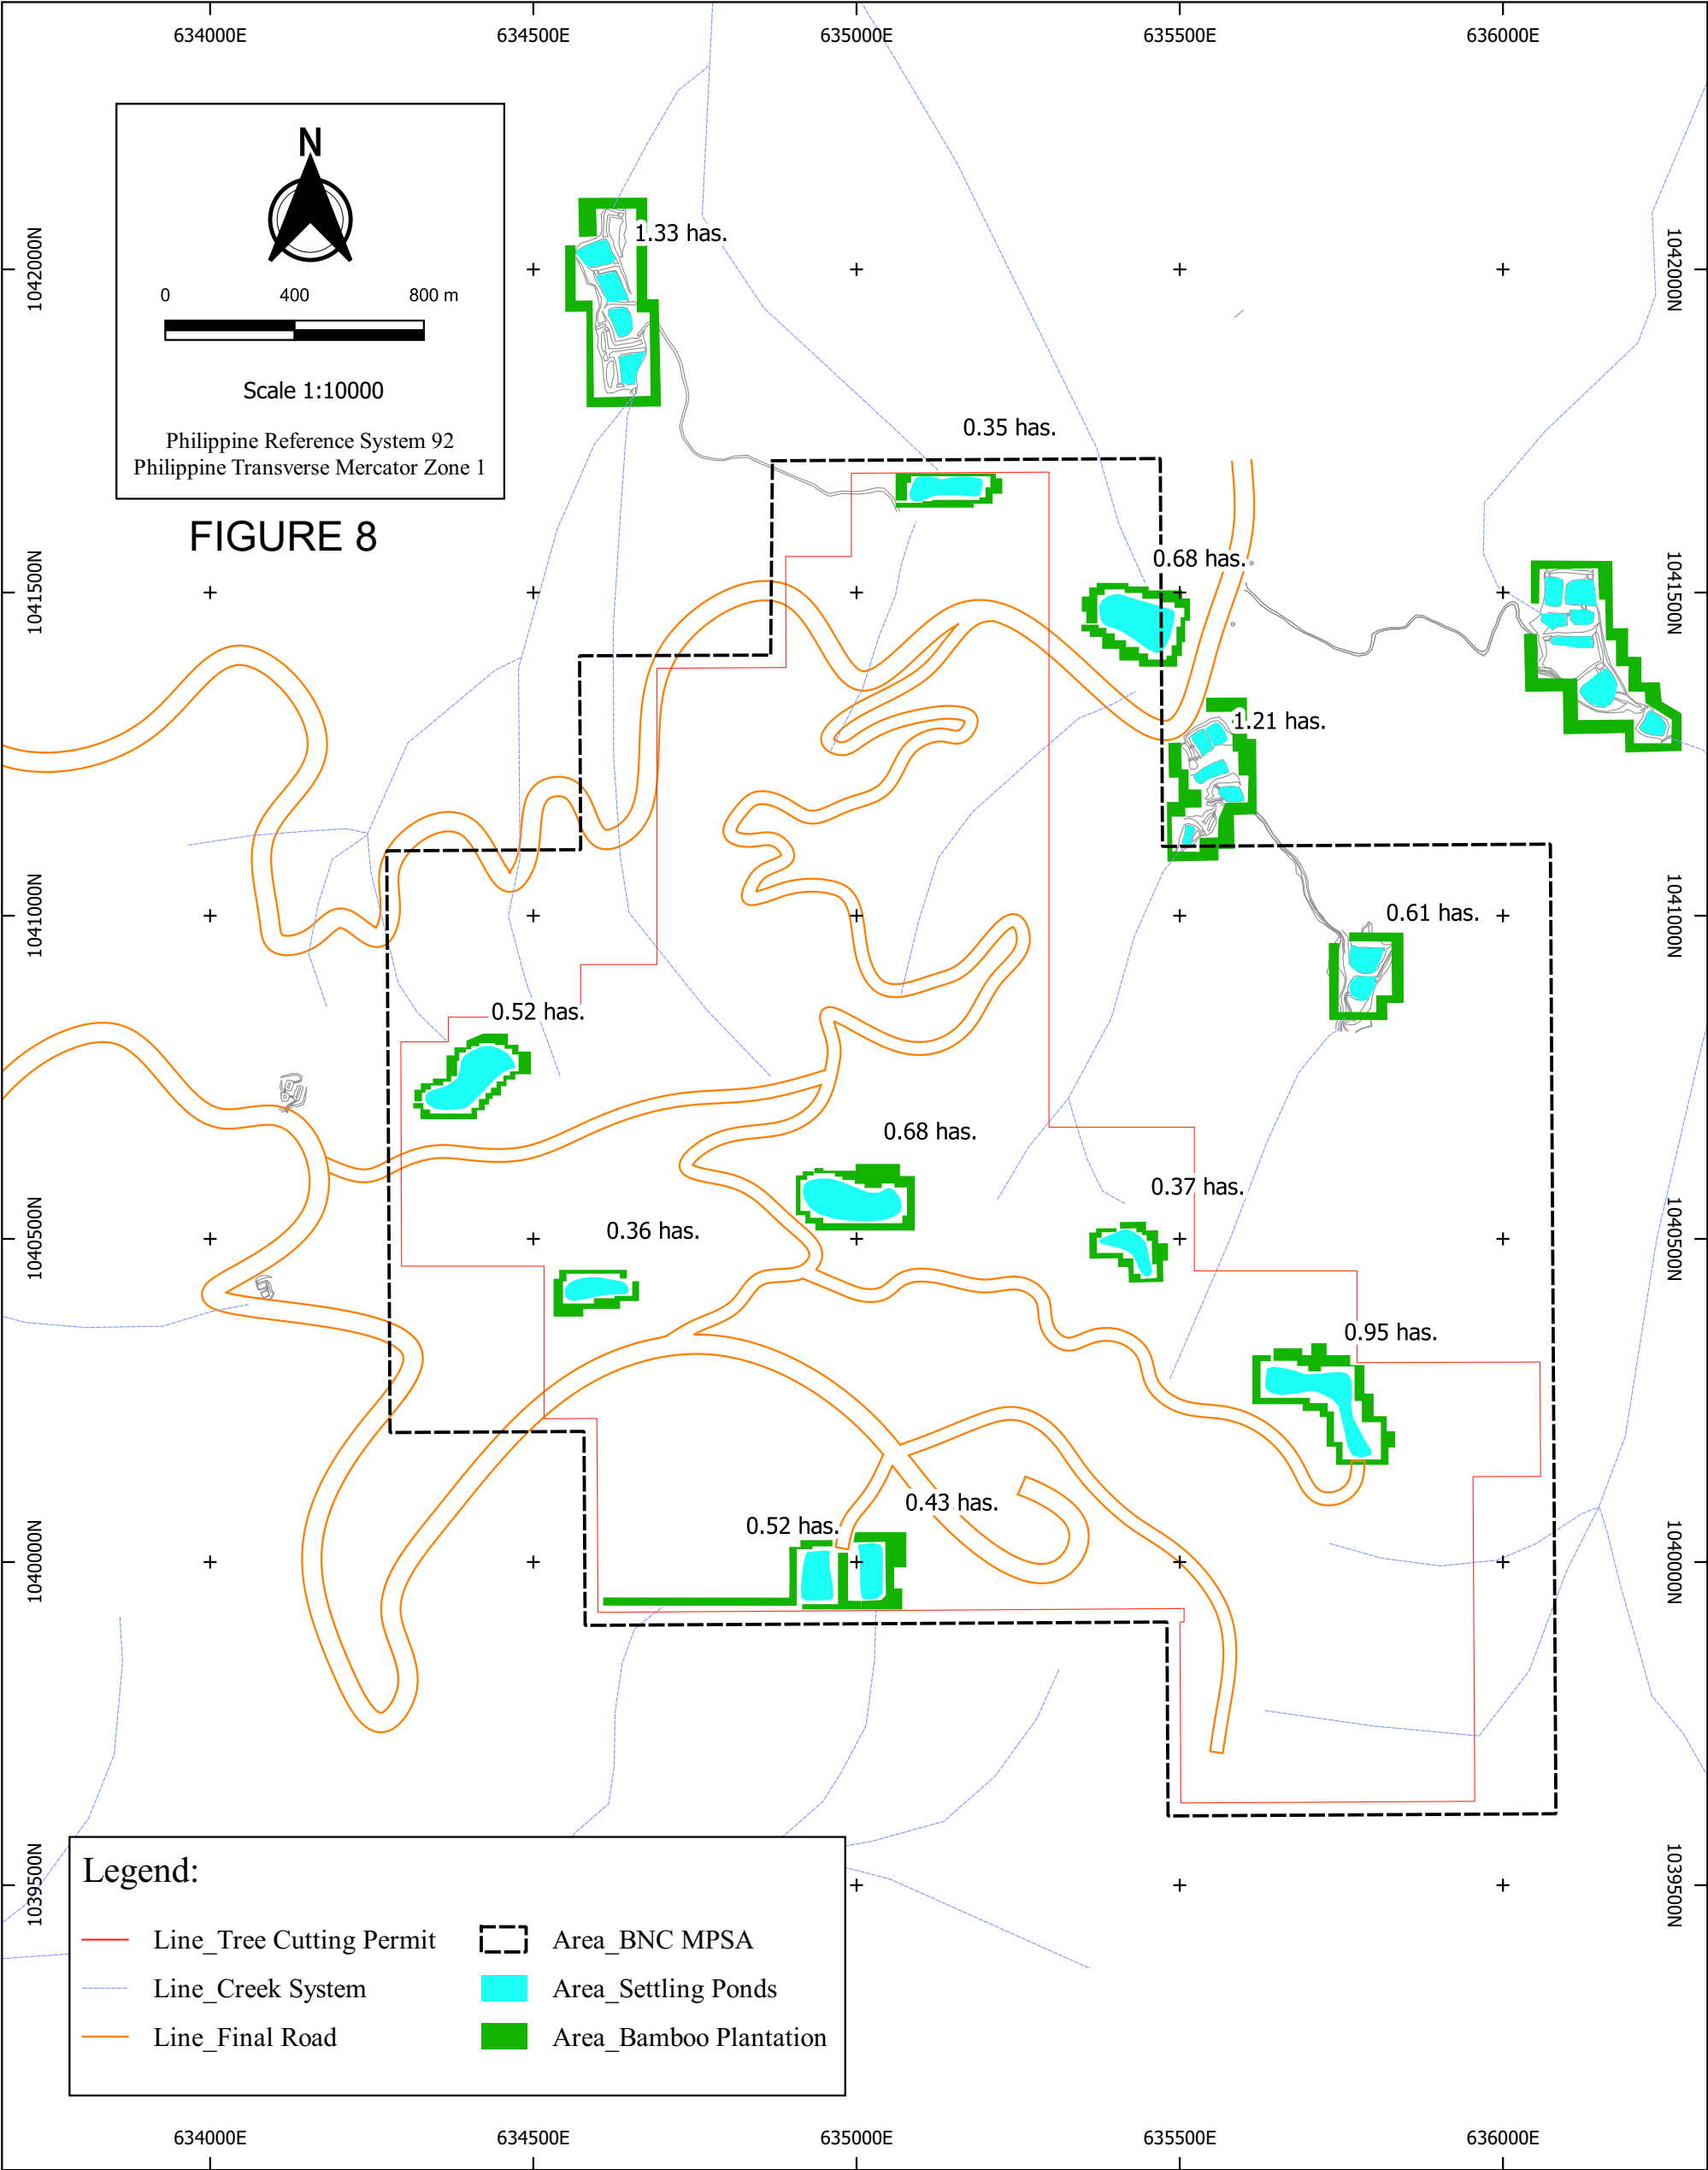 634000E 634500E 635000E 635500E 636000E
N
0 400 800 m
Scale 1:10000
Philippine Reference System 92
Philippine Transverse Mercator Zone 1
FIGURE 8
1042000N
1042000N
1041500N
1041500N
1041000N
1041000N
1040500N
1040500N
1040000N
1040000N
1039500N
1039500N
1.33 has.
0.35 has.
0.68 has.
1.21 has.
0.61 has.
0.52 has.
0.68 has.
0.37 has.
0.36 has.
0.95 has.
0.43 has.
0.52 has.
Legend:
Line_Tree Cutting Permit
Line_Creek System
Line_Final Road
Area_BNC MPSA
Area_Settling Ponds
Area_Bamboo Plantation
634000E 634500E 635000E 635500E 636000E